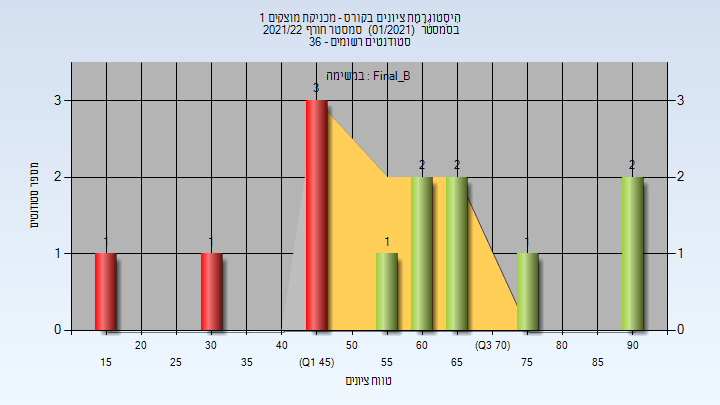 היסטוגרמת ציונים בקורס - מכניקת מוצקים 1
בסמסטר (01/2021) סמסטר חורף 2021/22
סטודנטים רשומים - 36
במשימה : Final_B
מספר סטודנטים
3 3
2 2
1 1
0 0
1 1 3 1 2 2 1 2
20 30 40 50 60 (Q3 70) 80 90
15 25 35 (Q1 45) 55 65 75 85
טווח ציונים